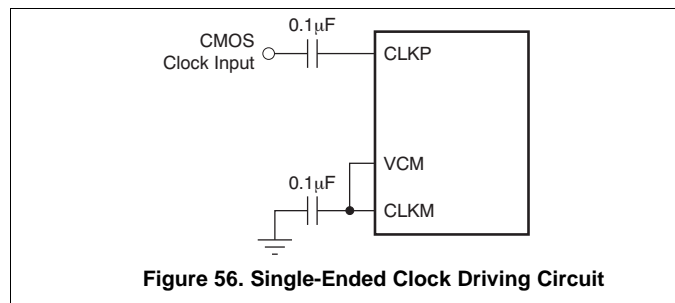 0.1μF
CMOS
Clock Input
CLKP
VCM
0.1μF
CLKM
Figure 56. Single-Ended Clock Driving Circuit